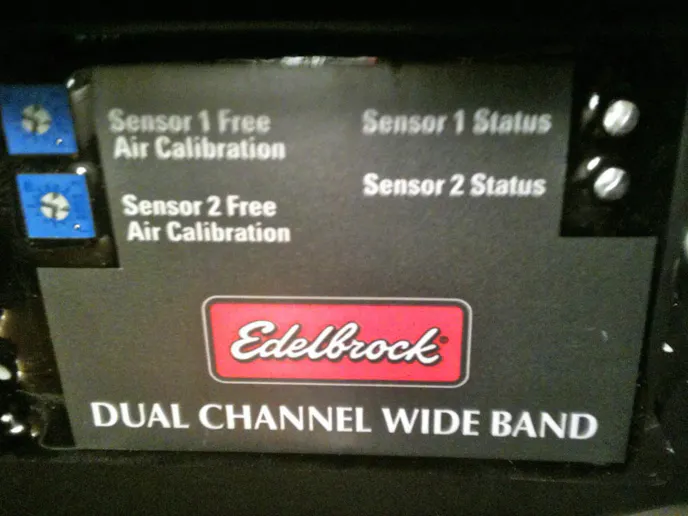 Sensor 1 Free
Air Calibration
Sensor 1 Status
Sensor 2 Status
Sensor 2 Free
Air Calibration
Edelbrock
DUAL CHANNEL WIDE BAND